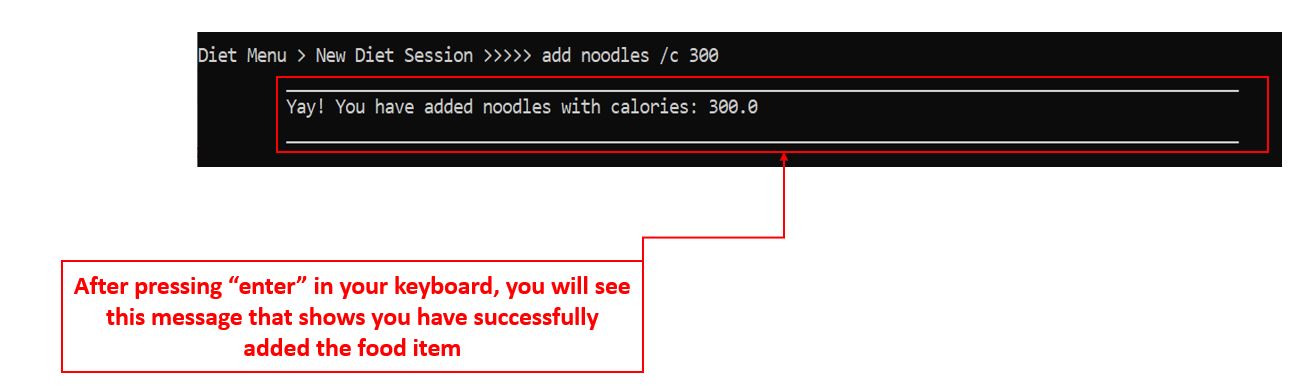 Diet Menu > New Diet Session >>>>> add noodles /c 300
Yay! You have added noodles with calories: 300.0
After pressing “enter” in your keyboard, you will see
this message that shows you have successfully
added the food item